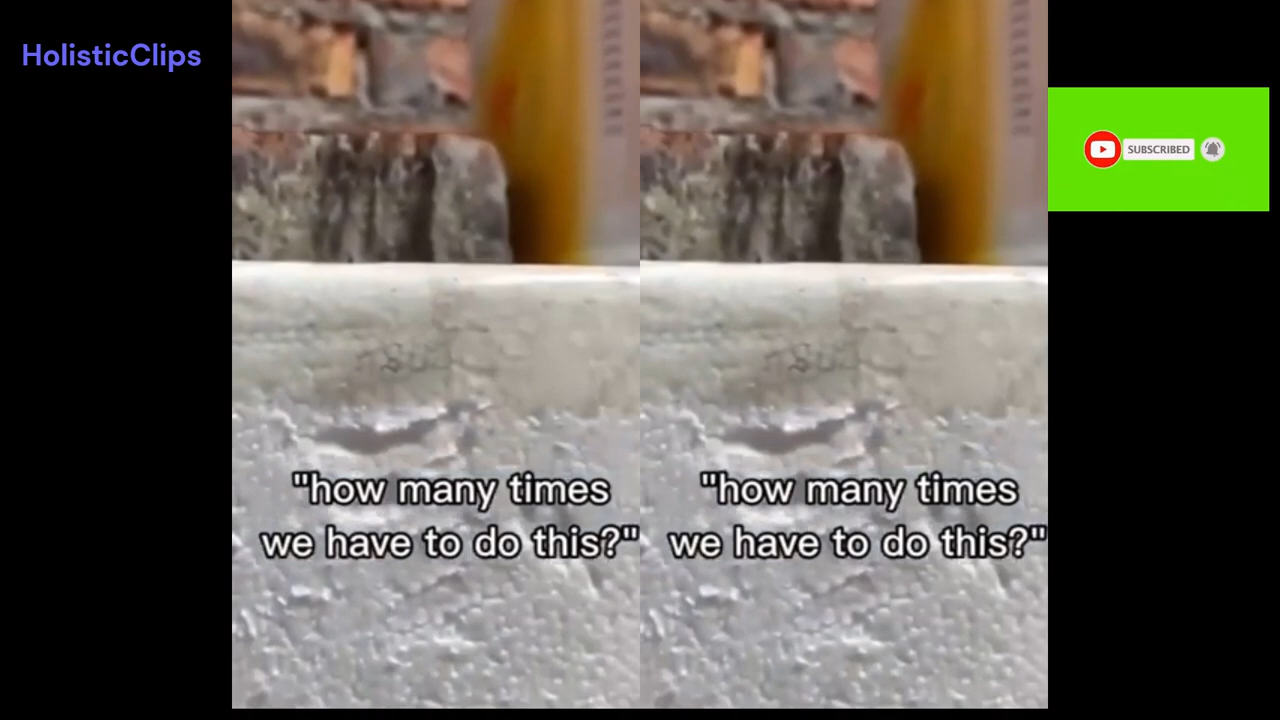 HolisticClips
"how many times
we have to do this?"
"how many times
we have to do this?"
SUBSCRIBED